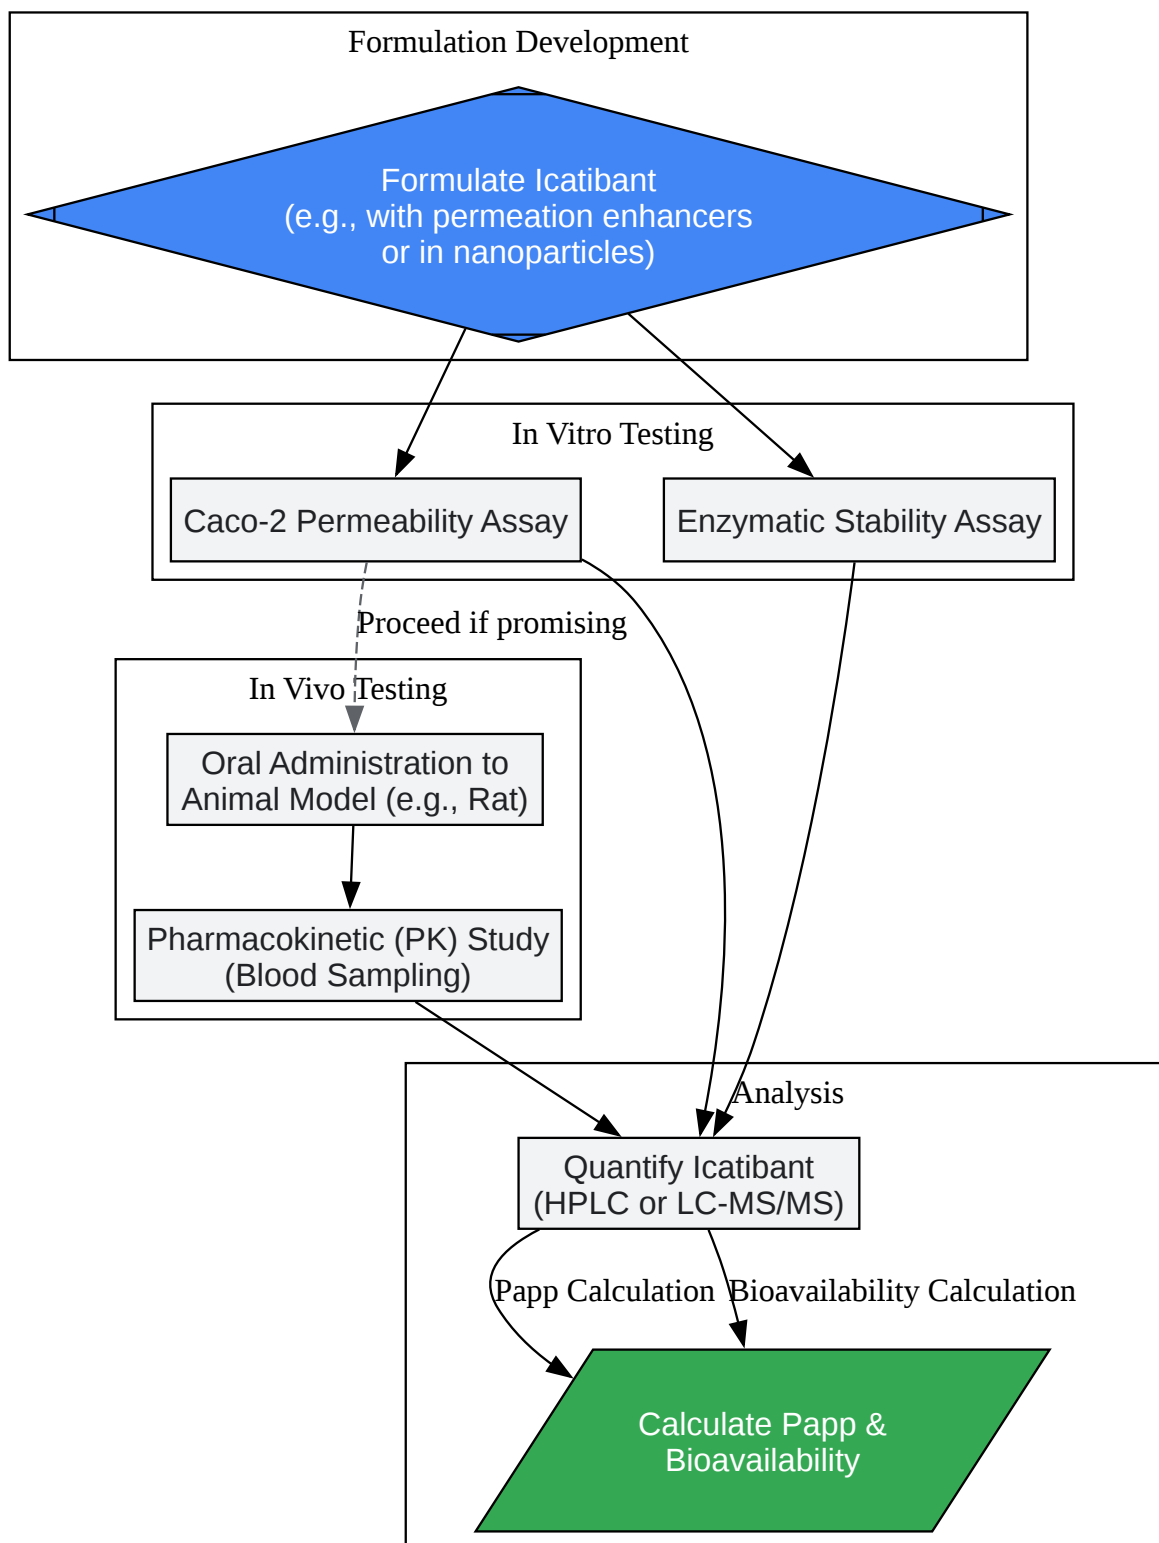 Formulation Development
Formulate Icatibant
(e.g., with permeation enhancers
or in nanoparticles)
In Vitro Testing
Caco-2 Permeability Assay
Enzymatic Stability Assay
Proceed if promising
In Vivo Testing
Oral Administration to
Animal Model (e.g., Rat)
Pharmacokinetic (PK) Study
(Blood Sampling)
Analysis
Quantify Icatibant
(HPLC or LC-MS/MS)
Papp Calculation
Bioavailability Calculation
Calculate Papp &
Bioavailability